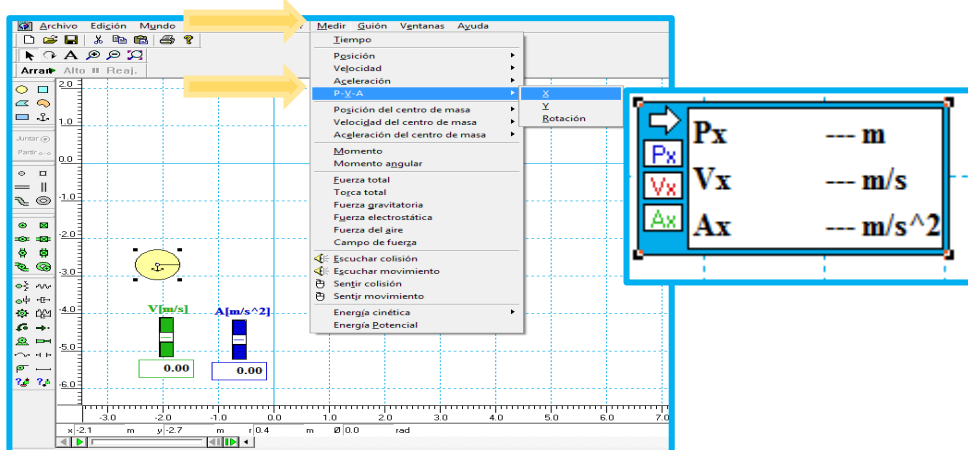 Archivo Edición Mundo Medir Guión Ventanas Ayuda
Arran Alto II Reaj.
Tiempo
Posición
Velocidad
Aceleración
P-V-A
Posición del centro de masa
Velocidad del centro de masa
Aceleración del centro de masa
Momento
Momento angular
Fuerza total
Torca total
Fuerza gravitatoria
Fuerza electrostática
Fuerza del aire
Campo de fuerza
Escuchar colisión
Escuchar movimiento
Sentir colisión
Sentir movimiento
Energía cinética
Energía Potencial
X
Y
Rotación
Juntar
Partir
2.0
1.0
0.0
-1.0
-2.0
-3.0
-4.0
-5.0
-6.0
V[m/s] A[m/s^2]
0.00 0.00
-3.0 -2.0 -1.0 0.0 1.0 2.0 3.0 4.0 5.0 6.0 7.0
x -2.1 m y -2.7 m r 0.4 m Ø 0.0 rad
Px --- m
Px
Vx --- m/s
Vx
Ax --- m/s^2
Ax